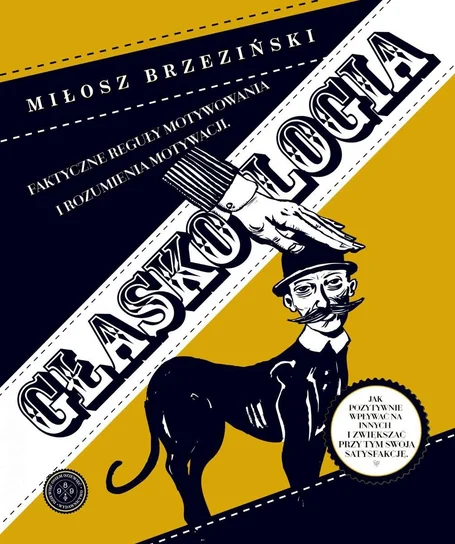 MIŁOSZ BRZEZIŃSKI
FAKTYCZNE REGUŁY MOTYWOWANIA
I ROZUMIENIA MOTYWACJI.
GŁASKOLOGIA
JAK
POZYTYWNIE
WPŁYWAĆ NA
INNYCH
I ZWIĘKSZAĆ
PRZY TYM SWOJĄ
SATYSFAKCJĘ.